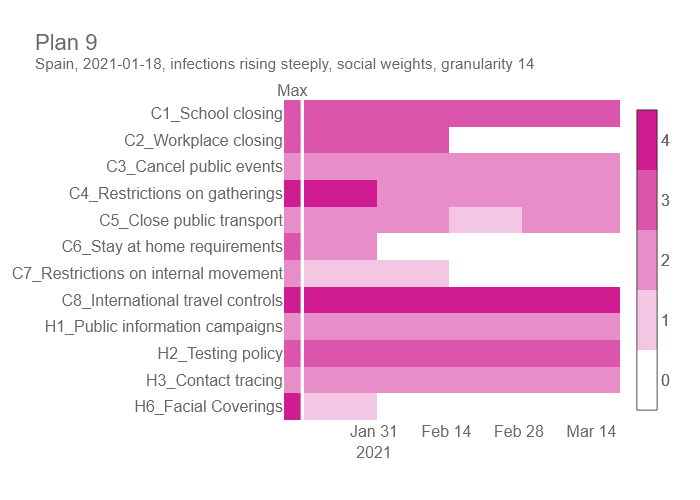 Plan 9
Spain, 2021-01-18, infections rising steeply, social weights, granularity 14
Max
C1_School closing
C2_Workplace closing
C3_Cancel public events
C4_Restrictions on gatherings
C5_Close public transport
C6_Stay at home requirements
C7_Restrictions on internal movement
C8_International travel controls
H1_Public information campaigns
H2_Testing policy
H3_Contact tracing
H6_Facial Coverings
Jan 31 Feb 14 Feb 28 Mar 14
2021
4
3
2
1
0